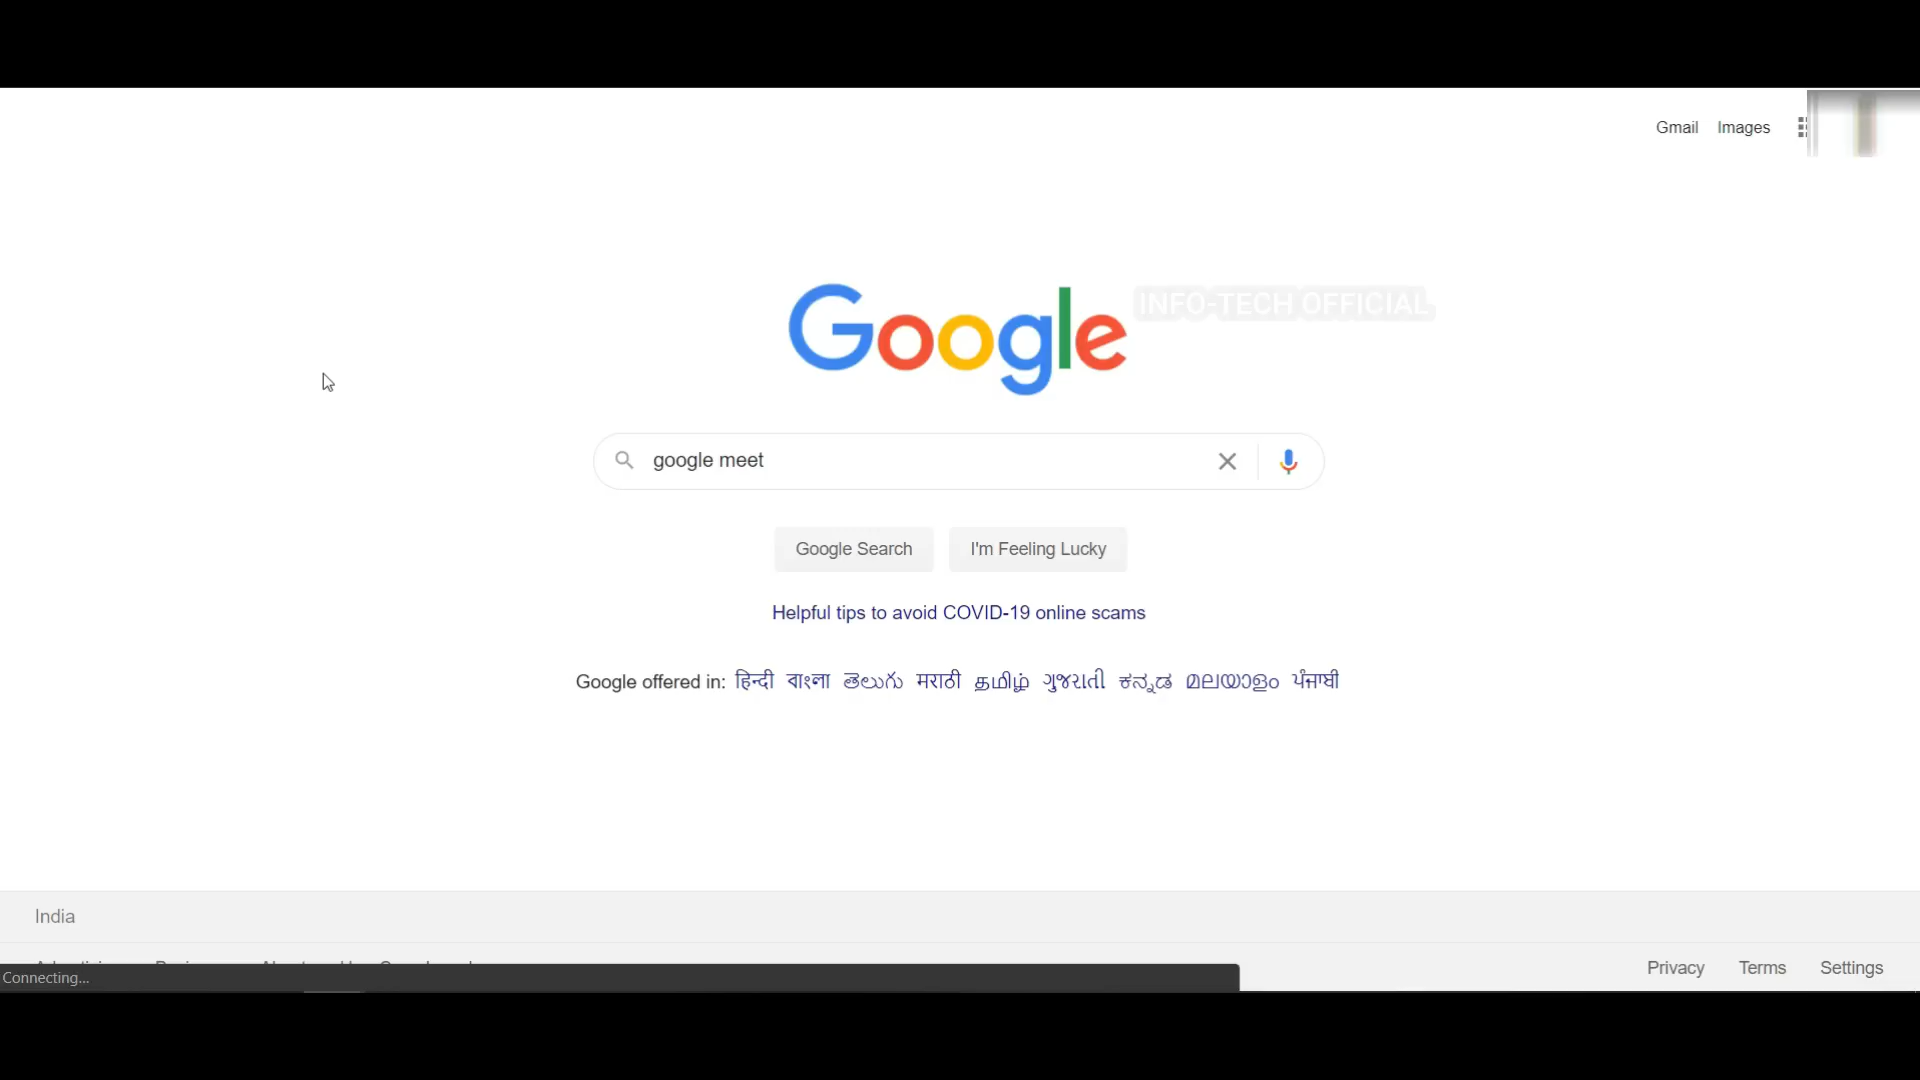 Gmail Images
Google
INFO-TECH OFFICIAL
google meet
Google Search I'm Feeling Lucky
Helpful tips to avoid COVID-19 online scams
Google offered in: हिन्दी বাংলা తెలుగు मराठी தமிழ் ગુજરાતી ಕನ್ನಡ മലയാളം ਪੰਜਾਬੀ
India
Privacy Terms Settings
Connecting...